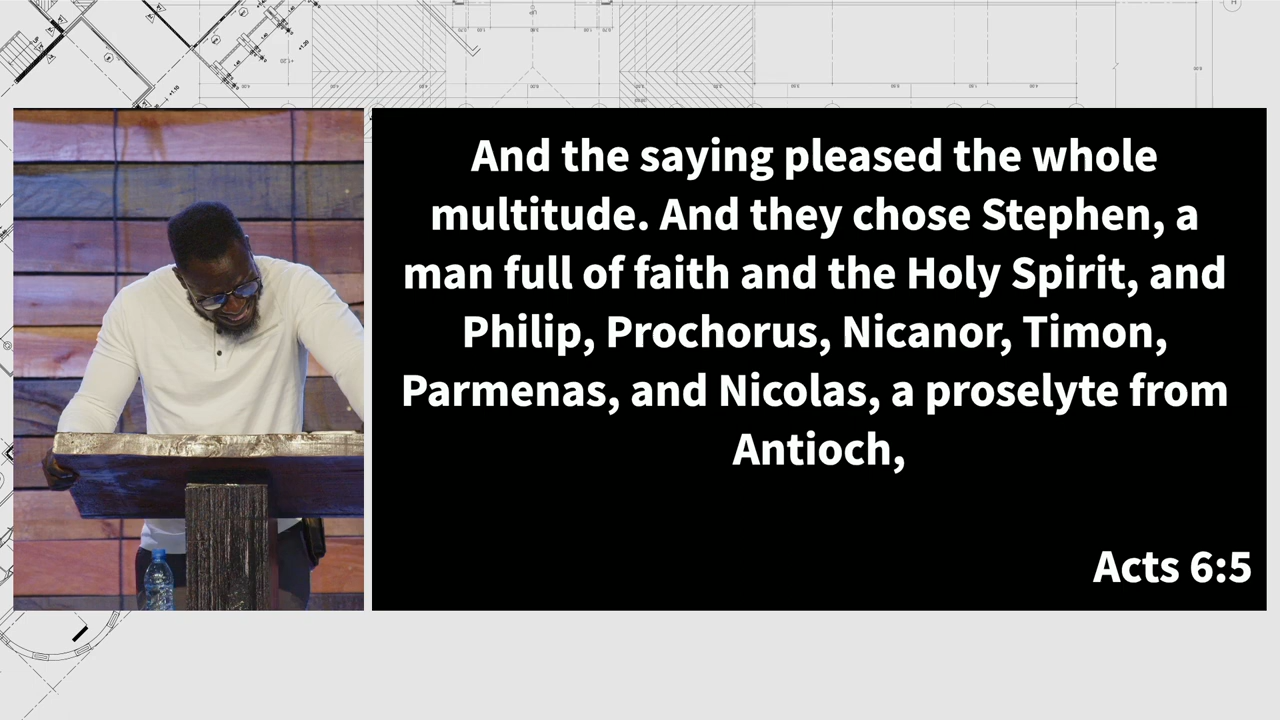 And the saying pleased the whole
multitude. And they chose Stephen, a
man full of faith and the Holy Spirit, and
Philip, Prochorus, Nicanor, Timon,
Parmenas, and Nicolas, a proselyte from
Antioch,
Acts 6:5